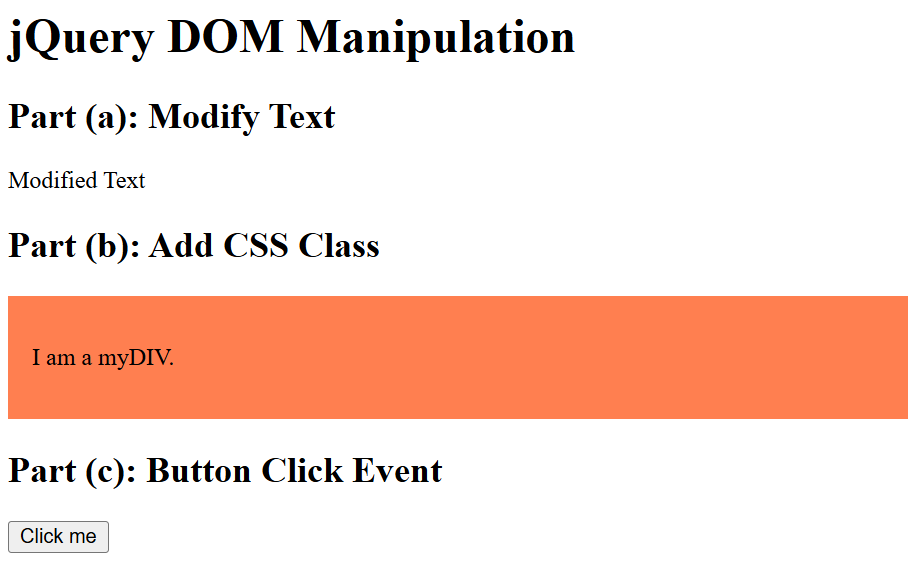 jQuery DOM Manipulation
Part (a): Modify Text
Modified Text
Part (b): Add CSS Class
I am a myDIV.
Part (c): Button Click Event
Click me